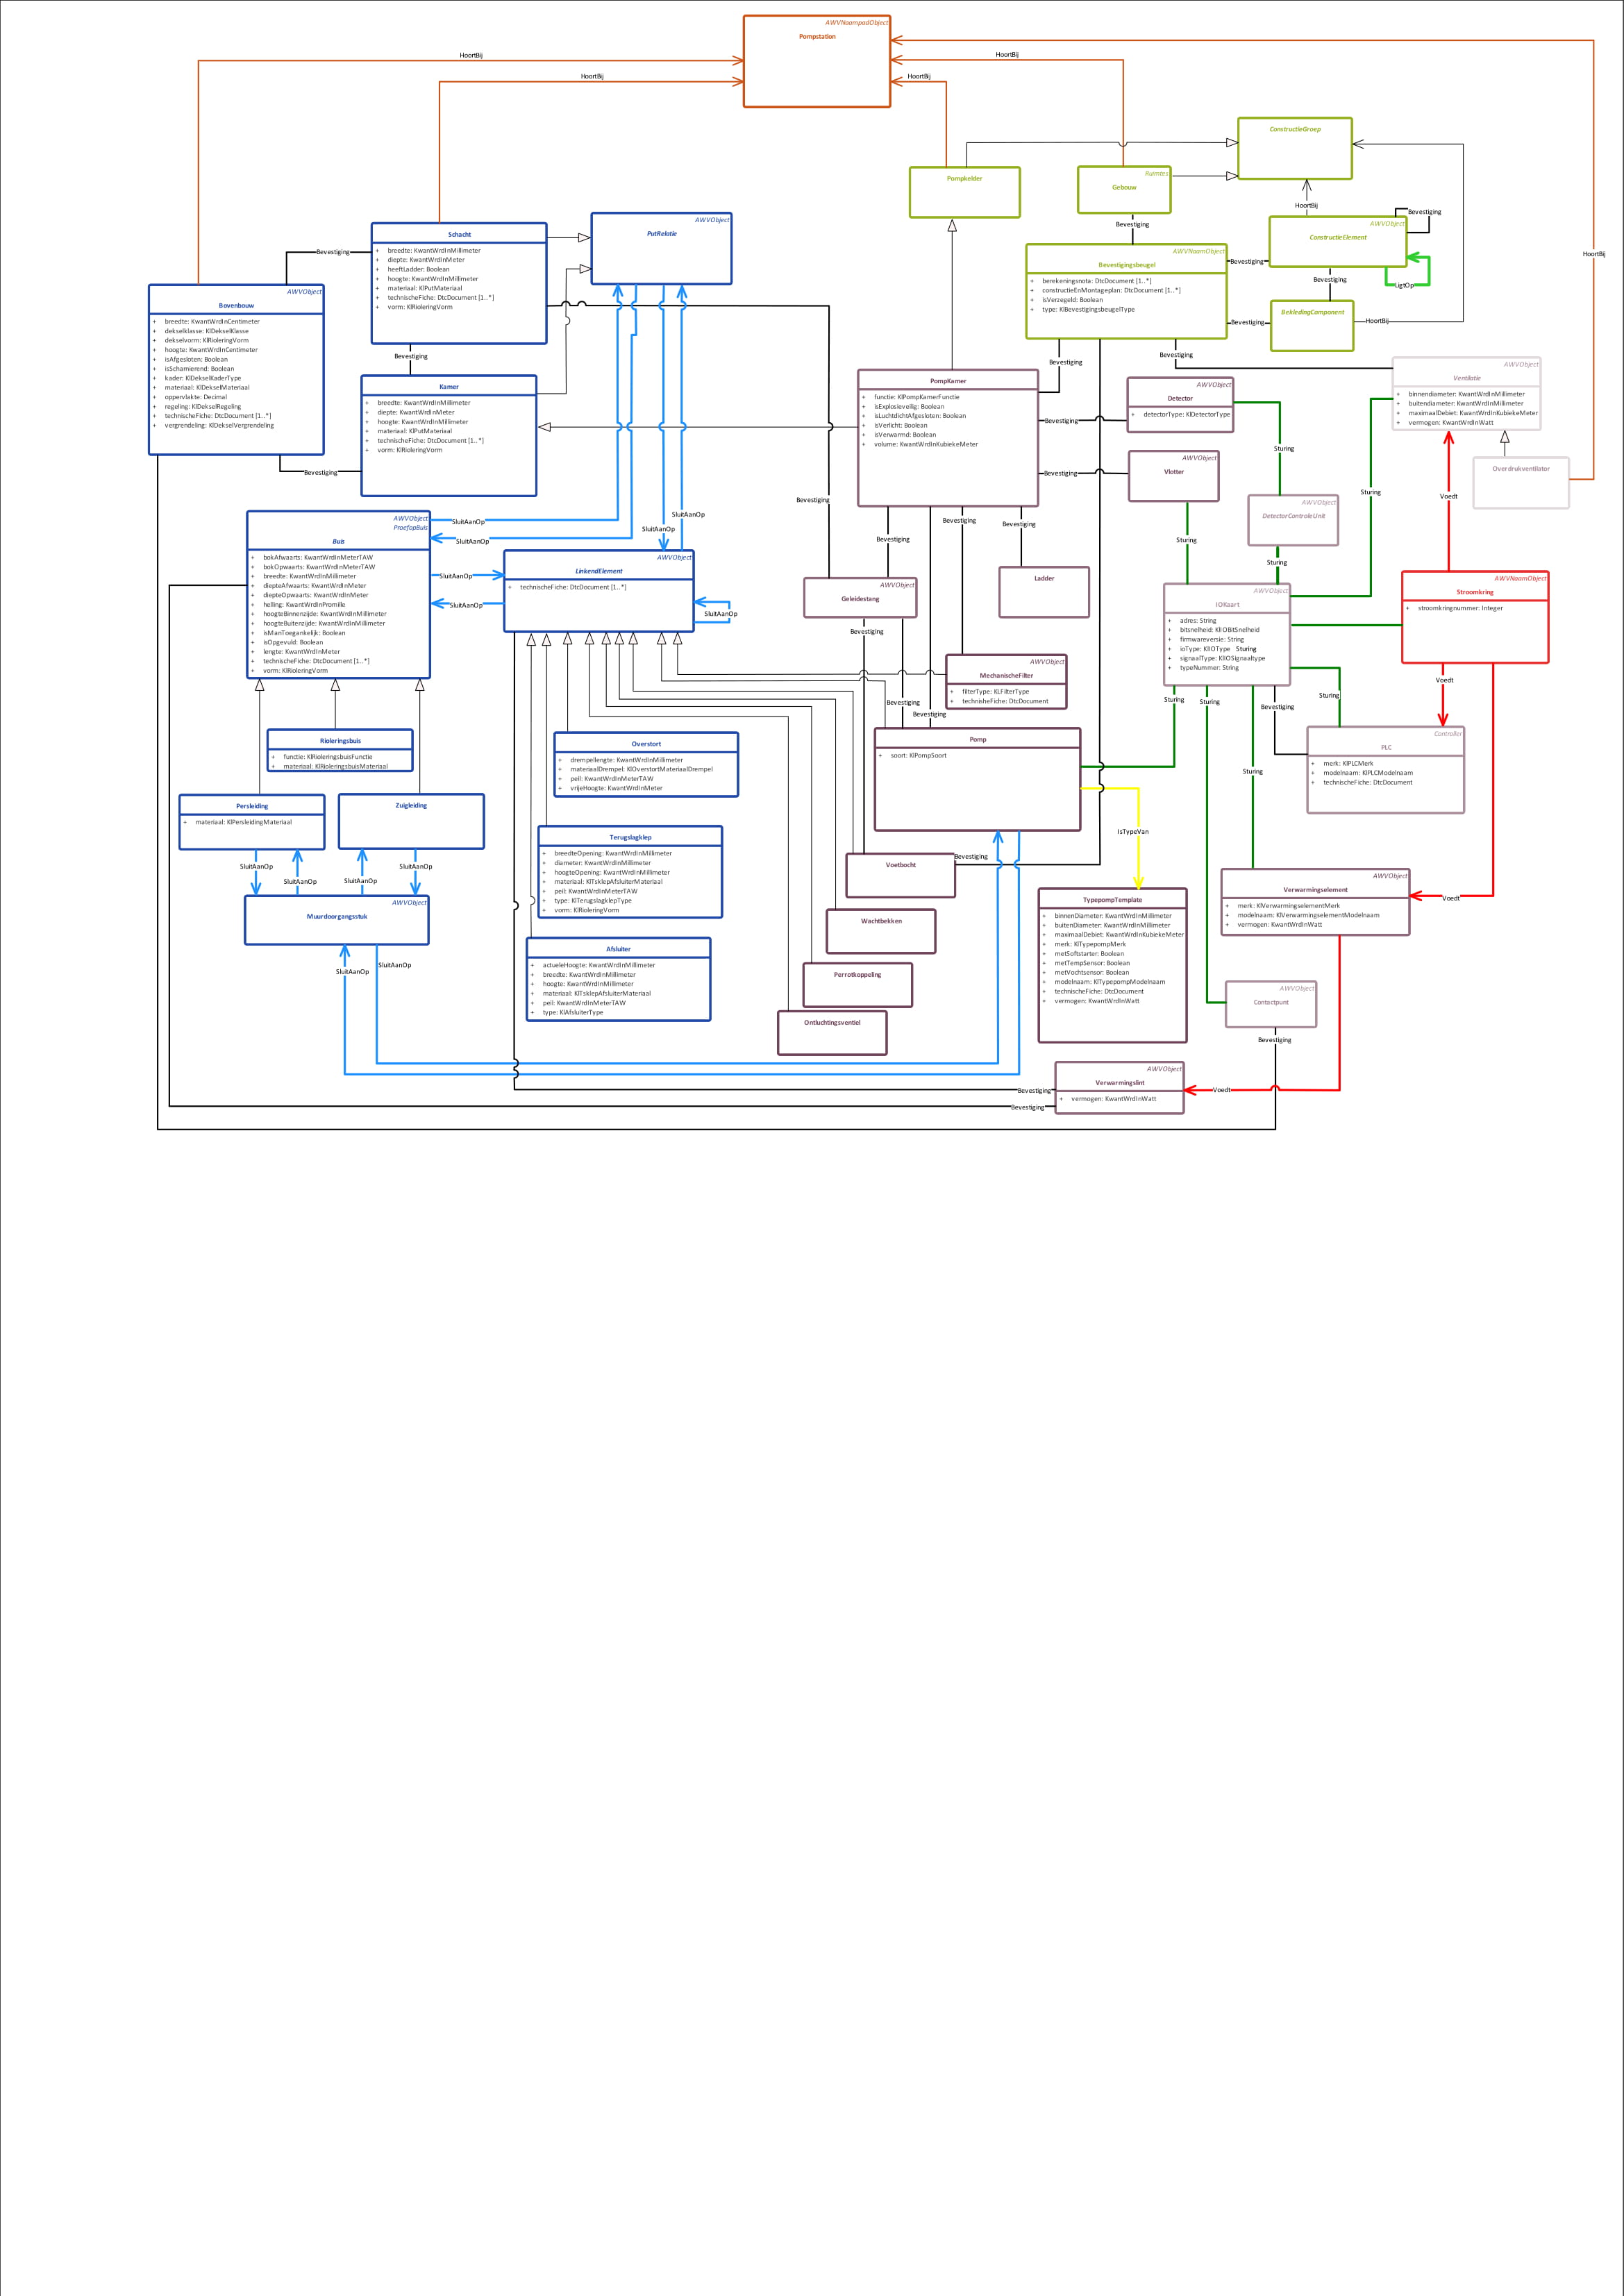 AWVNaampadObject
Pompstation
HoortBij
HoortBij
HoortBij
HoortBij
HoortBij
ConstructieGroep
Pompkelder
Ruimtes
Gebouw
HoortBij
Bevestiging
AWVObject
ConstructieElement
Bevestiging
LigtOp
Bevestiging
Bevestiging
AWVNaamObject
Bevestigingsbeugel
+ berekeningsnota: DtcDocument [1..*]
+ constructieEnMontageplan: DtcDocument [1..*]
+ isVerzegeld: Boolean
+ type: KlBevestigingsbeugelType
Bevestiging
BekledingComponent
HoortBij
Bevestiging
Bevestiging
AWVObject
PutRelatie
Schacht
+ breedte: KwantWrdInMillimeter
+ diepte: KwantWrdInMeter
+ heeftLadder: Boolean
+ hoogte: KwantWrdInMillimeter
+ materiaal: KlPutMateriaal
+ technischeFiche: DtcDocument [1..*]
+ vorm: KlRioleringVorm
Bevestiging
Bevestiging
AWVObject
Bovenbouw
+ breedte: KwantWrdInCentimeter
+ dekselklasse: KlDekselKlasse
+ dekselvorm: KlRioleringVorm
+ hoogte: KwantWrdInCentimeter
+ isAfgesloten: Boolean
+ isScharnierend: Boolean
+ kader: KlDekselKaderType
+ materiaal: KlDekselMateriaal
+ oppervlakte: Decimal
+ regeling: KlDekselRegeling
+ technischeFiche: DtcDocument [1..*]
+ vergrendeling: KlDekselVergrendeling
Kamer
+ breedte: KwantWrdInMillimeter
+ diepte: KwantWrdInMeter
+ hoogte: KwantWrdInMillimeter
+ materiaal: KlPutMateriaal
+ technischeFiche: DtcDocument [1..*]
+ vorm: KlRioleringVorm
Bevestiging
PompKamer
+ functie: KlPompKamerFunctie
+ isExplosieveilig: Boolean
+ isLuchtdichtAfgesloten: Boolean
+ isVerlicht: Boolean
+ isVerwarmd: Boolean
+ volume: KwantWrdInKubiekeMeter
Bevestiging
Bevestiging
AWVObject
Detector
+ detectorType: KlDetectorType
AWVObject
Vlotter
AWVObject
Ventilatie
+ binnendiameter: KwantWrdInMillimeter
+ buitendiameter: KwantWrdInMillimeter
+ maximaalDebiet: KwantWrdInKubiekeMeter
+ vermogen: KwantWrdInWatt
Overdrukventilator
Sturing
Sturing
Voedt
AWVObject
DetectorControleUnit
Sturing
Sturing
AWVObject
ProefopBuis
Buis
+ bokAfwaarts: KwantWrdInMeterTAW
+ bokOpwaarts: KwantWrdInMeterTAW
+ breedte: KwantWrdInMillimeter
+ diepteAfwaarts: KwantWrdInMeter
+ diepteOpwaarts: KwantWrdInMeter
+ helling: KwantWrdInPromille
+ hoogteBinnenzijde: KwantWrdInMillimeter
+ hoogteBuitenzijde: KwantWrdInMillimeter
+ isManToegankelijk: Boolean
+ isOpgevuld: Boolean
+ lengte: KwantWrdInMeter
+ technischeFiche: DtcDocument [1..*]
+ vorm: KlRioleringVorm
SluitAanOp
SluitAanOp
SluitAanOp
SluitAanOp
SluitAanOp
SluitAanOp
SluitAanOp
AWVObject
LinkendElement
+ technischeFiche: DtcDocument [1..*]
Bevestiging
Bevestiging
Bevestiging
Bevestiging
AWVObject
Geleidestang
Ladder
Bevestiging
Bevestiging
Bevestiging
AWVObject
MechanischeFilter
+ filterType: KLFilterType
+ technisheFiche: DtcDocument
AWVObject
IOKaart
+ adres: String
+ bitsnelheid: KlIOBitSnelheid
+ firmwareversie: String
+ ioType: KlIOType
+ signaalType: KlIOSignaaltype
+ typeNummer: String
Sturing
AWVNaamObject
Stroomkring
+ stroomkringnummer: Integer
Voedt
Sturing
Sturing
Sturing
Bevestiging
Sturing
Controller
PLC
+ merk: KlPLCMerk
+ modelnaam: KlPLCModelnaam
+ technischeFiche: DtcDocument
Rioleringsbuis
+ functie: KlRioleringsbuisFunctie
+ materiaal: KlRioleringsbuisMateriaal
Overstort
+ drempellengte: KwantWrdInMillimeter
+ materiaalDrempel: KlOverstortMateriaalDrempel
+ peil: KwantWrdInMeterTAW
+ vrijeHoogte: KwantWrdInMeter
Pomp
+ soort: KlPompSoort
IsTypeVan
Persleiding
+ materiaal: KlPersleidingMateriaal
Zuigleiding
Terugslagklep
+ breedteOpening: KwantWrdInMillimeter
+ diameter: KwantWrdInMillimeter
+ hoogteOpening: KwantWrdInMillimeter
+ materiaal: KlTsklepAfsluiterMateriaal
+ peil: KwantWrdInMeterTAW
+ type: KlTerugslagklepType
+ vorm: KlRioleringVorm
SluitAanOp
SluitAanOp
SluitAanOp
SluitAanOp
Voetbocht
Bevestiging
AWVObject
Muurdoorgangsstuk
SluitAanOp
SluitAanOp
Wachtbekken
Perrotkoppeling
Ontluchtingsventiel
Afsluiter
+ actueleHoogte: KwantWrdInMillimeter
+ breedte: KwantWrdInMillimeter
+ hoogte: KwantWrdInMillimeter
+ materiaal: KlTsklepAfsluiterMateriaal
+ peil: KwantWrdInMeterTAW
+ type: KlAfsluiterType
TypepompTemplate
+ binnenDiameter: KwantWrdInMillimeter
+ buitenDiameter: KwantWrdInMillimeter
+ maximaalDebiet: KwantWrdInKubiekeMeter
+ merk: KlTypepompMerk
+ metSoftstarter: Boolean
+ metTempSensor: Boolean
+ metVochtsensor: Boolean
+ modelnaam: KlTypepompModelnaam
+ technischeFiche: DtcDocument
+ vermogen: KwantWrdInWatt
AWVObject
Verwarmingselement
+ merk: KlVerwarmingselementMerk
+ modelnaam: KlVerwarmingselementModelnaam
+ vermogen: KwantWrdInWatt
Voedt
AWVObject
Contactpunt
Bevestiging
AWVObject
Verwarmingslint
+ vermogen: KwantWrdInWatt
Voedt
Bevestiging
Bevestiging